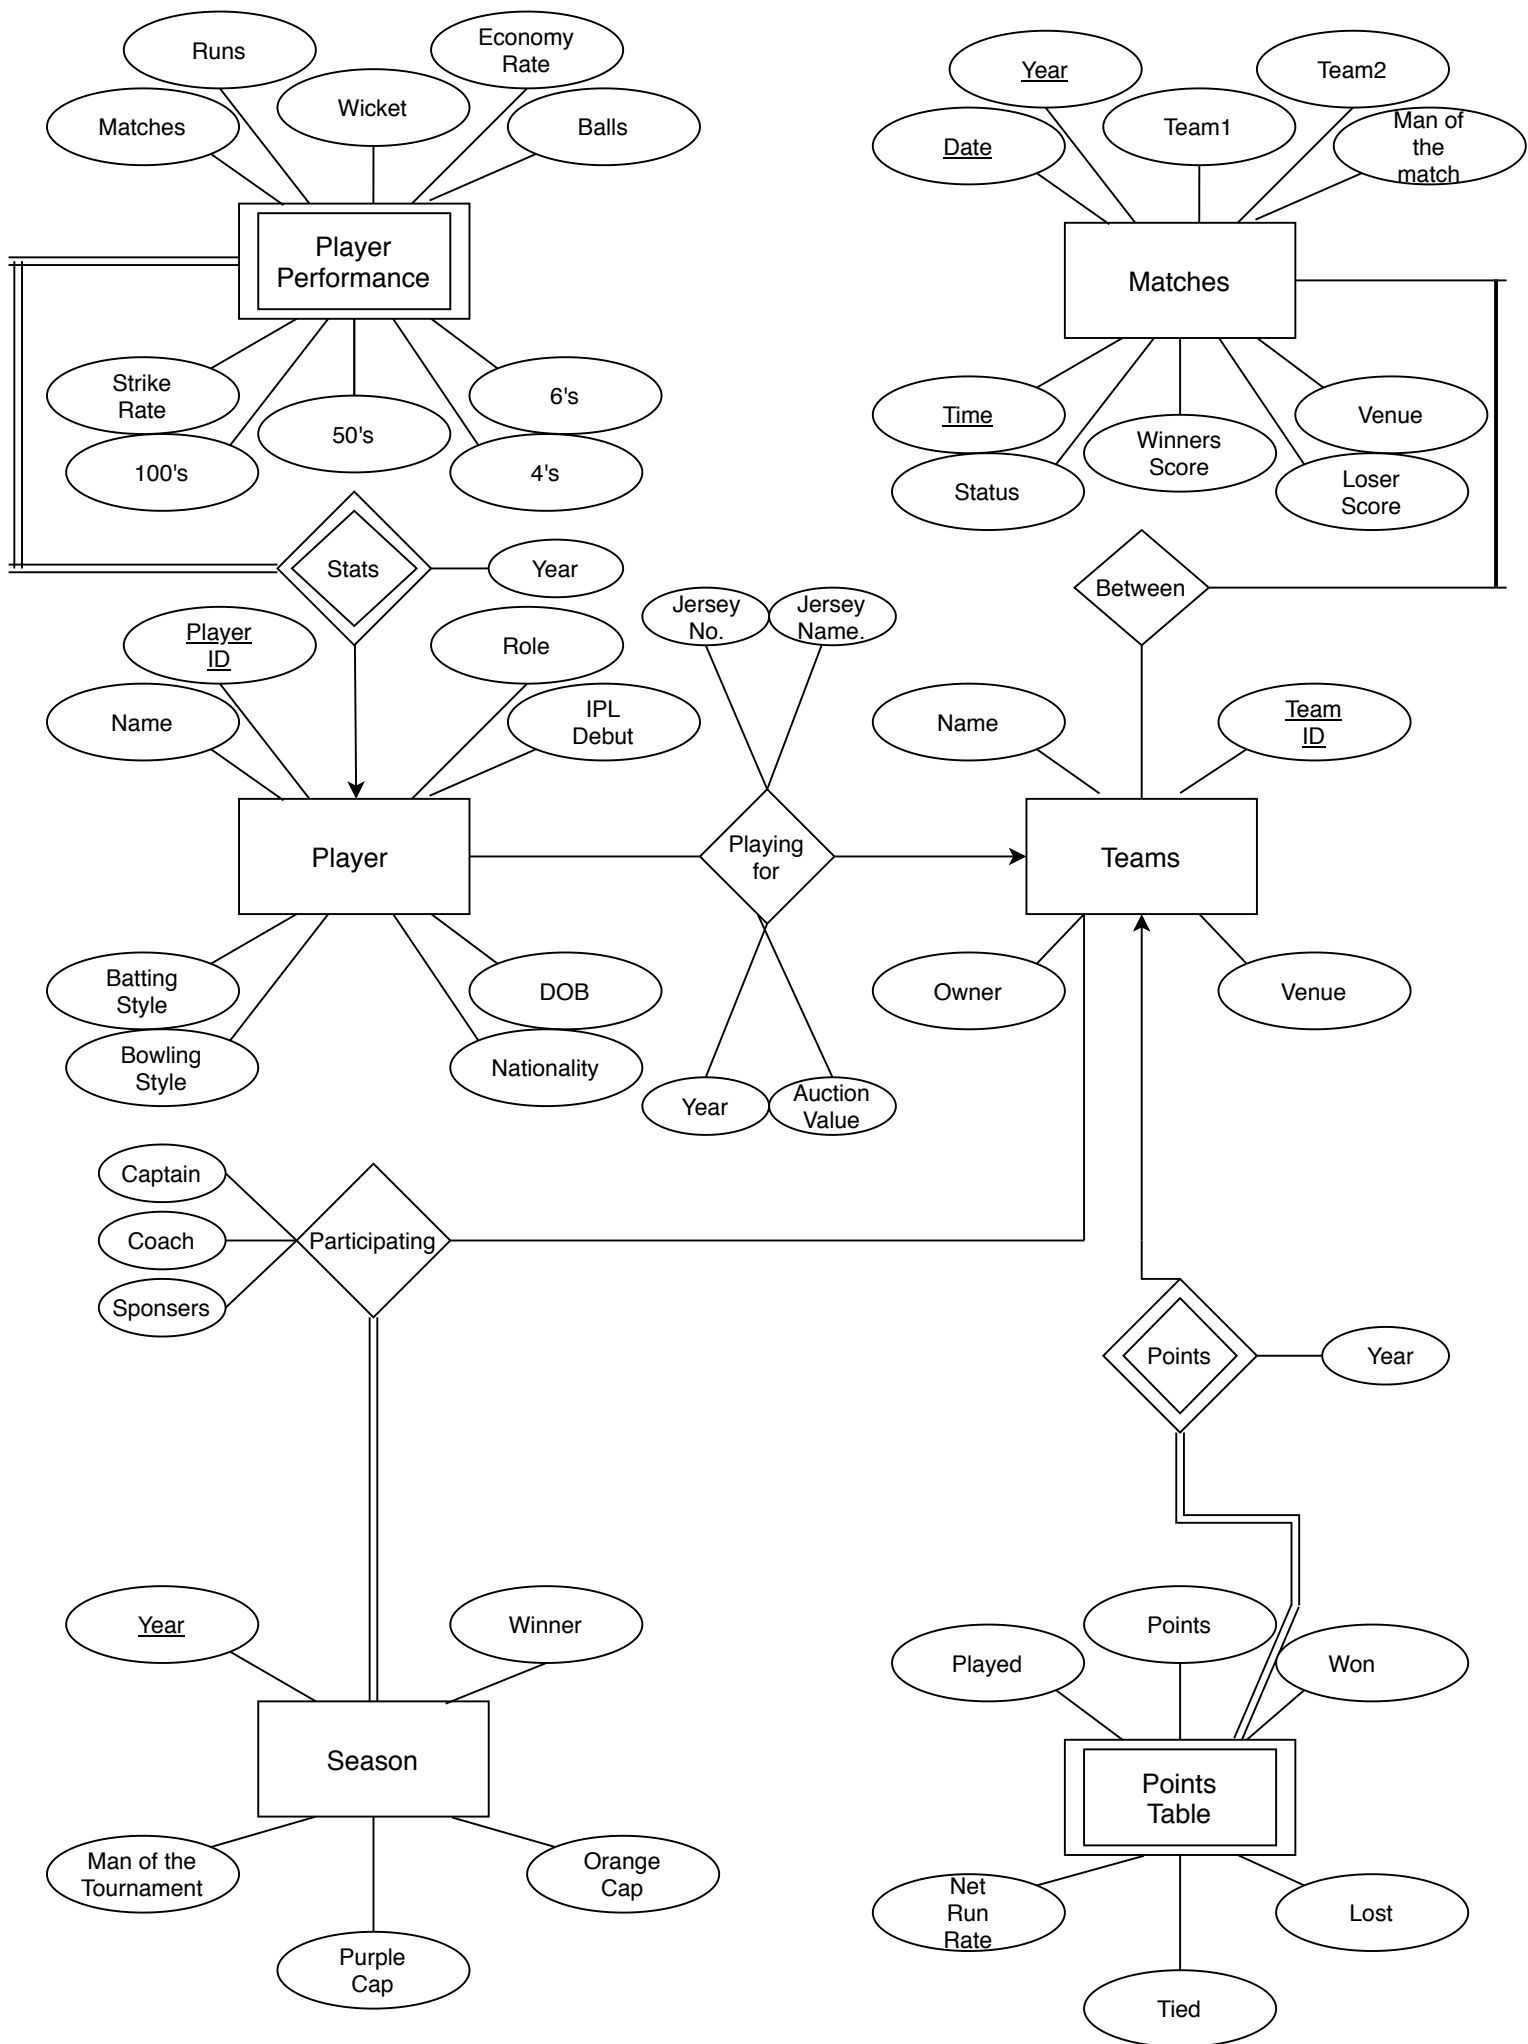 Runs
Economy
Rate
Matches
Wicket
Balls
Year
Team2
Date
Team1
Man of
the
match
Player
Performance
Matches
Strike
Rate
6's
100's
50's
4's
Time
Venue
Status
Winners
Score
Loser
Score
Stats
Year
Between
Player
ID
Role
Jersey
No.
Jersey
Name.
Name
IPL
Debut
Name
Team
ID
Player
Playing
for
Teams
Batting
Style
DOB
Bowling
Style
Nationality
Owner
Venue
Year
Auction
Value
Captain
Coach
Sponsers
Participating
Points
Year
Year
Winner
Played
Points
Won
Season
Points
Table
Man of the
Tournament
Orange
Cap
Purple
Cap
Net
Run
Rate
Lost
Tied